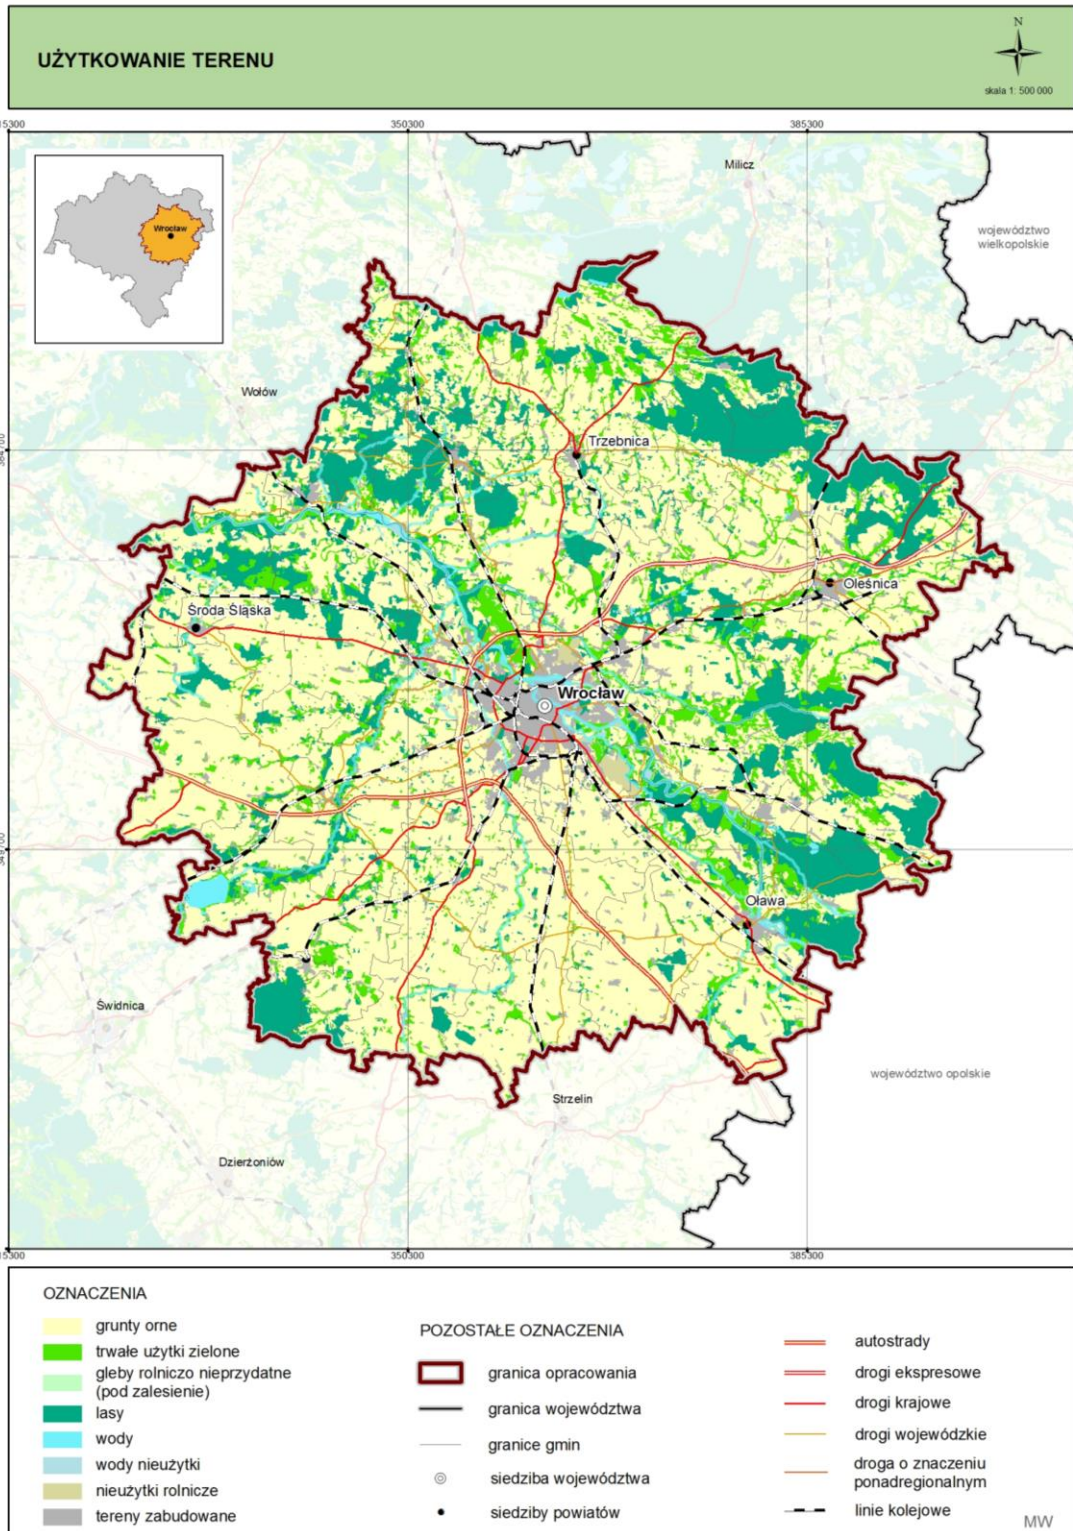 UŻYTKOWANIE TERENU
N
skala 1: 500 000
350300
385300
Milicz
województwo
wielkopolskie
Wrocław
Wołów
Trzebnica
Oleśnica
Środa Śląska
Wrocław
Oława
Świdnica
województwo opolskie
Strzelin
Dzierżoniów
350300
385300
OZNACZENIA
grunty orne
trwałe użytki zielone
gleby rolniczo nieprzydatne
(pod zalesienie)
lasy
wody
wody nieużytki
nieużytki rolnicze
tereny zabudowane
POZOSTAŁE OZNACZENIA
granica opracowania
granica województwa
granice gmin
siedziba województwa
siedziby powiatów
autostrady
drogi ekspresowe
drogi krajowe
drogi wojewódzkie
droga o znaczeniu
ponadregionalnym
linie kolejowe
MW